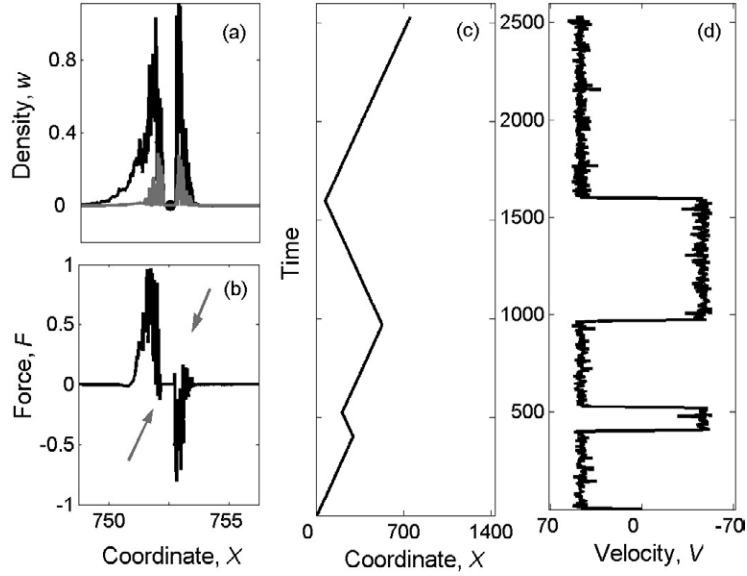 (a)
Density, w
0.8
0.4
0
(b)
Force, F
1
0.5
0
-0.5
-1
750
755
Coordinate, X
(c)
Time
0
700
1400
Coordinate, X
(d)
2500
2000
1500
1000
500
70
0
-70
Velocity, V